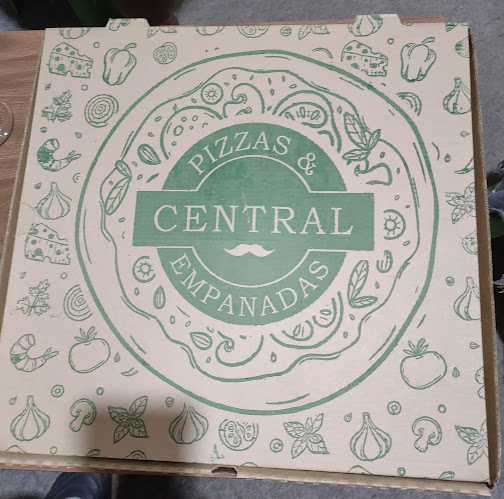 PIZZAS &
CENTRAL
EMPANADAS